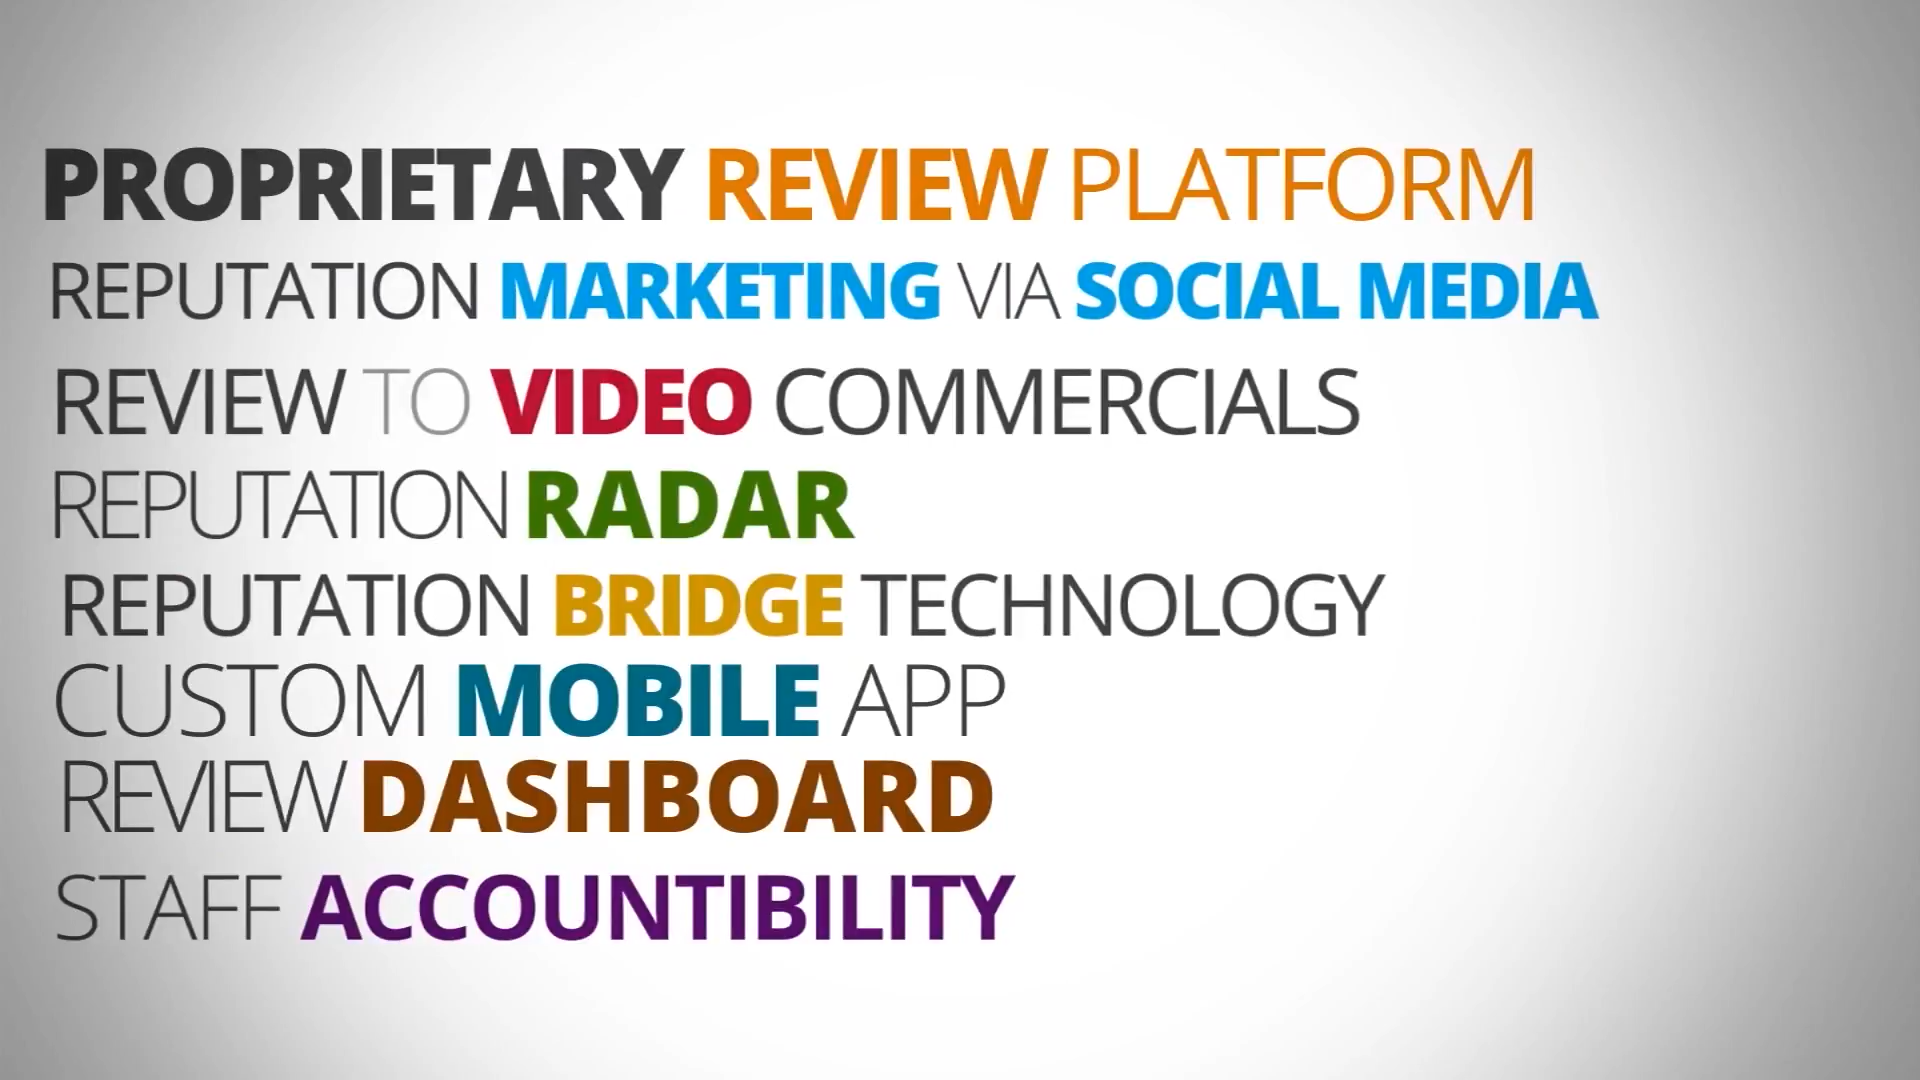 PROPRIETARY REVIEW PLATFORM
REPUTATION MARKETING VIA SOCIAL MEDIA
REVIEW TO VIDEO COMMERCIALS
REPUTATION RADAR
REPUTATION BRIDGE TECHNOLOGY
CUSTOM MOBILE APP
REVIEW DASHBOARD
STAFF ACCOUNTIBILITY